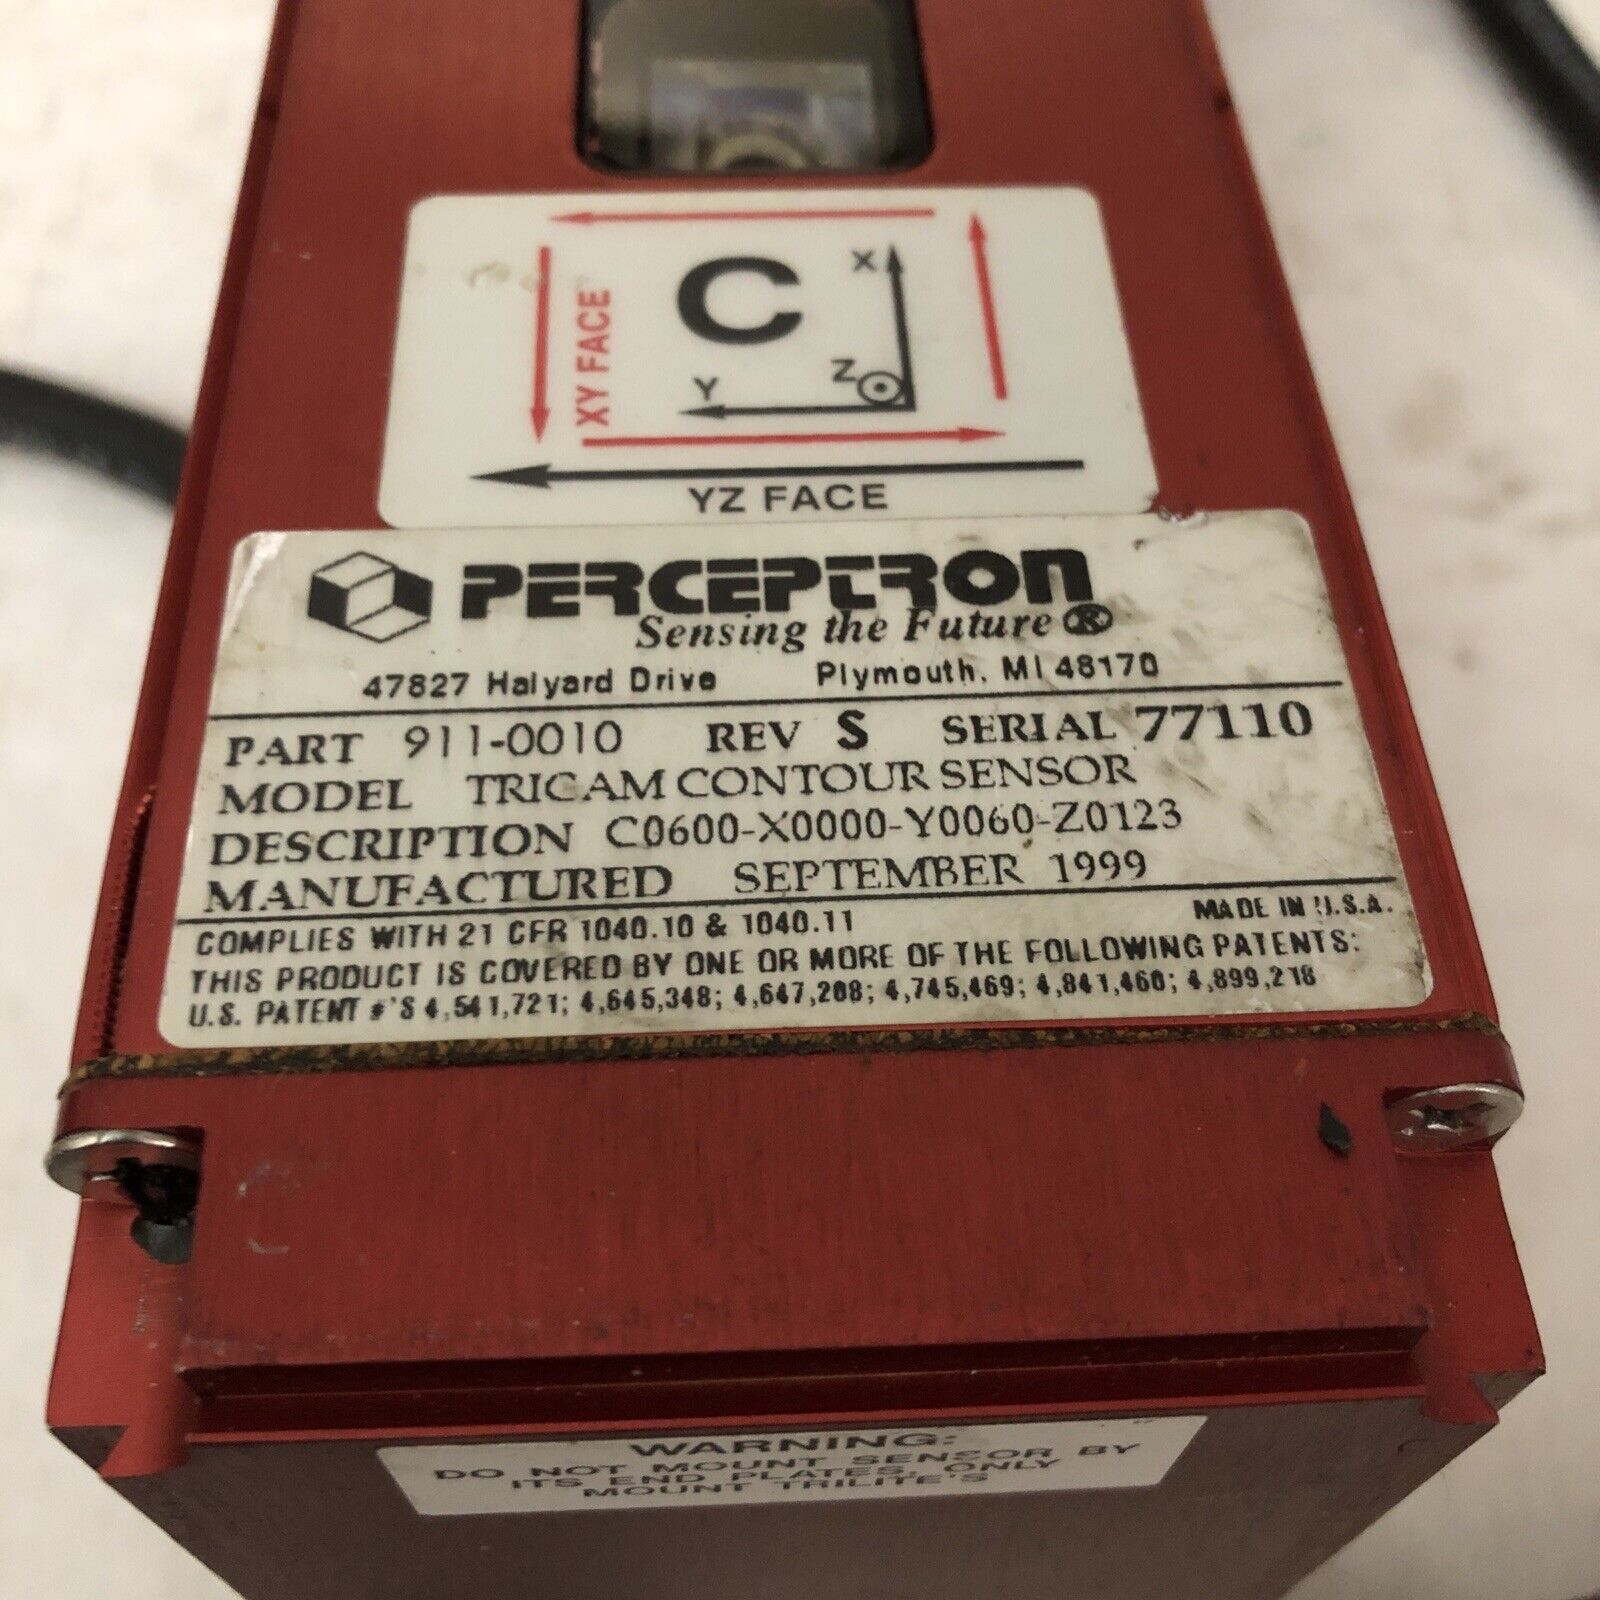 X
C
XY FACE
Z
Y
YZ FACE
PERCEPTRON
Sensing the Future ®
47827 Halyard Drive Plymouth, MI 48170
PART 911-0010 REV S SERIAL 77110
MODEL TRICAM CONTOUR SENSOR
DESCRIPTION C0600-X0000-Y0060-Z0123
MANUFACTURED SEPTEMBER 1999
COMPLIES WITH 21 CFR 1040.10 & 1040.11 MADE IN U.S.A.
THIS PRODUCT IS COVERED BY ONE OR MORE OF THE FOLLOWING PATENTS:
U.S. PATENT #'S 4,541,721; 4,645,348; 4,647,208; 4,745,469; 4,841,460; 4,899,218
WARNING:
DO NOT MOUNT SENSOR BY
ITS END PLATES, ONLY
MOUNT TRILITE'S